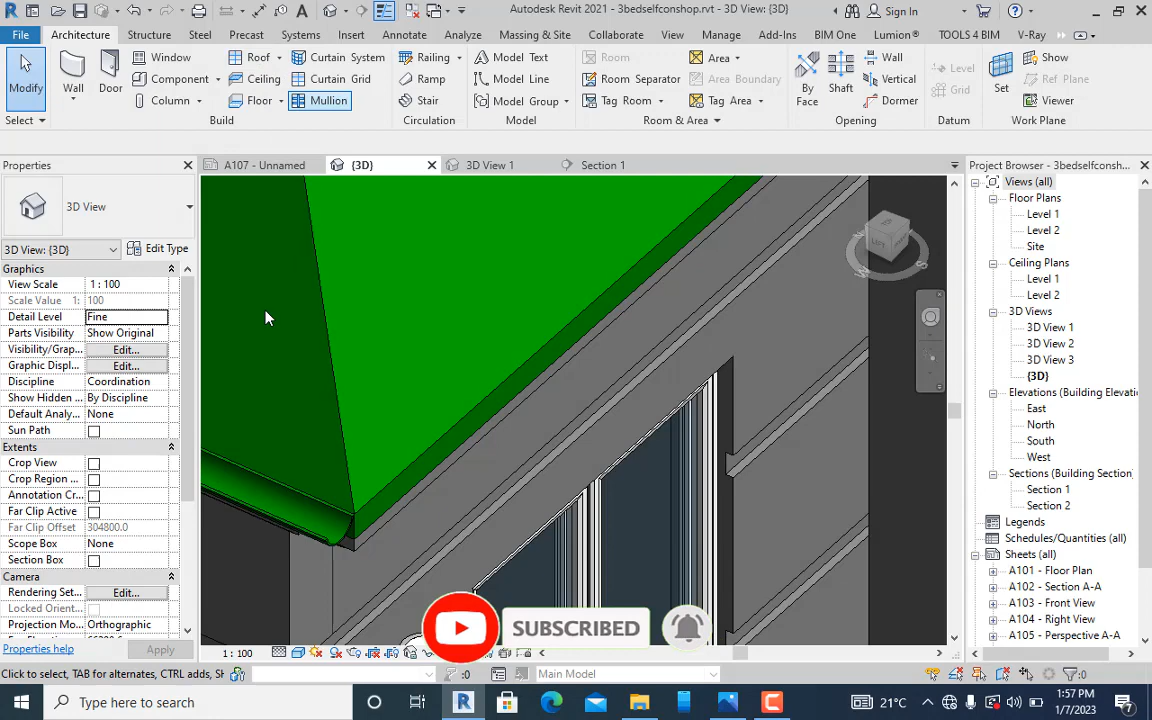 Autodesk Revit 2021 - 3bedselfconshop.rvt - 3D View: {3D}
Sign In
File Architecture Structure Steel Precast Systems Insert Annotate Analyze Massing & Site Collaborate View Manage Add-Ins BIM One Lumion® TOOLS 4 BIM V-Ray
Modify
Wall
Door
Window
Component
Column
Roof
Ceiling
Floor
Curtain System
Curtain Grid
Mullion
Railing
Ramp
Stair
Model Text
Model Line
Model Group
Room
Room Separator
Tag Room
Area
Area Boundary
Tag Area
By Face
Shaft
Wall
Vertical
Dormer
Level
Grid
Set
Show
Ref Plane
Viewer
Select Build Circulation Model Room & Area Opening Datum Work Plane
Properties
A107 - Unnamed {3D} 3D View 1 Section 1
Project Browser - 3bedselfconshop.rvt
3D View
3D View: {3D} Edit Type
Graphics
View Scale 1 : 100
Scale Value 1: 100
Detail Level Fine
Parts Visibility Show Original
Visibility/Grap... Edit...
Graphic Displ... Edit...
Discipline Coordination
Show Hidden ... By Discipline
Default Analy... None
Sun Path
Extents
Crop View
Crop Region ...
Annotation Cr...
Far Clip Active
Far Clip Offset 304800.0
Scope Box None
Section Box
Camera
Rendering Set... Edit...
Locked Orient...
Projection Mo... Orthographic
Properties help Apply
Views (all)
Floor Plans
Level 1
Level 2
Site
Ceiling Plans
Level 1
Level 2
3D Views
3D View 1
3D View 2
3D View 3
{3D}
Elevations (Building Elevati
East
North
South
West
Sections (Building Section)
Section 1
Section 2
Legends
Schedules/Quantities (all)
Sheets (all)
A101 - Floor Plan
A102 - Section A-A
A103 - Front View
A104 - Right View
A105 - Perspective A-A
SUBSCRIBED
1 : 100
Click to select, TAB for alternates, CTRL adds, SH
:0
Main Model
:0
Type here to search
21°C
1:57 PM
1/7/2023
7